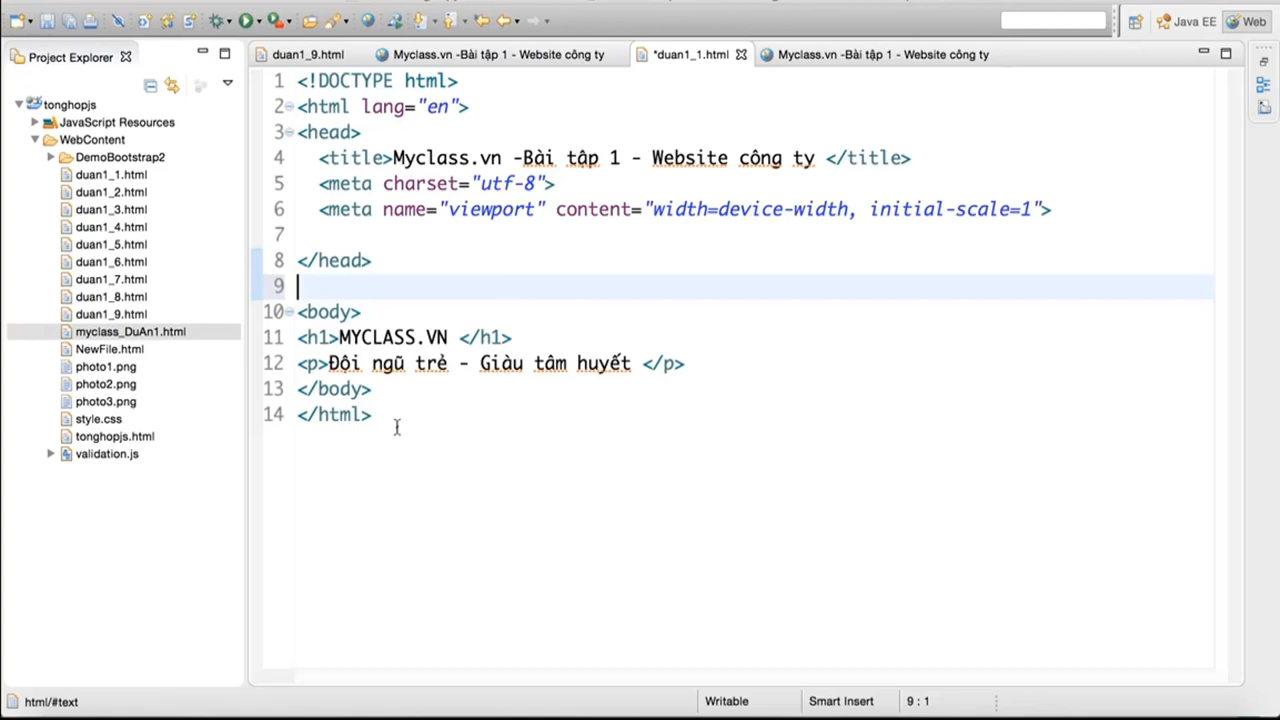 Java EE
Web
Project Explorer
duan1_9.html
Myclass.vn -Bài tập 1 - Website công ty
*duan1_1.html
Myclass.vn -Bài tập 1 - Website công ty
tonghopjs
JavaScript Resources
WebContent
DemoBootstrap2
duan1_1.html
duan1_2.html
duan1_3.html
duan1_4.html
duan1_5.html
duan1_6.html
duan1_7.html
duan1_8.html
duan1_9.html
myclass_DuAn1.html
NewFile.html
photo1.png
photo2.png
photo3.png
style.css
tonghopjs.html
validation.js
1 <!DOCTYPE html>
2 <html lang="en">
3 <head>
4 <title>Myclass.vn -Bài tập 1 - Website công ty </title>
5 <meta charset="utf-8">
6 <meta name="viewport" content="width=device-width, initial-scale=1">
7
8 </head>
9
10 <body>
11 <h1>MYCLASS.VN </h1>
12 <p>Đội ngũ trẻ - Giàu tâm huyết </p>
13 </body>
14 </html>
html/#text
Writable
Smart Insert
9 : 1